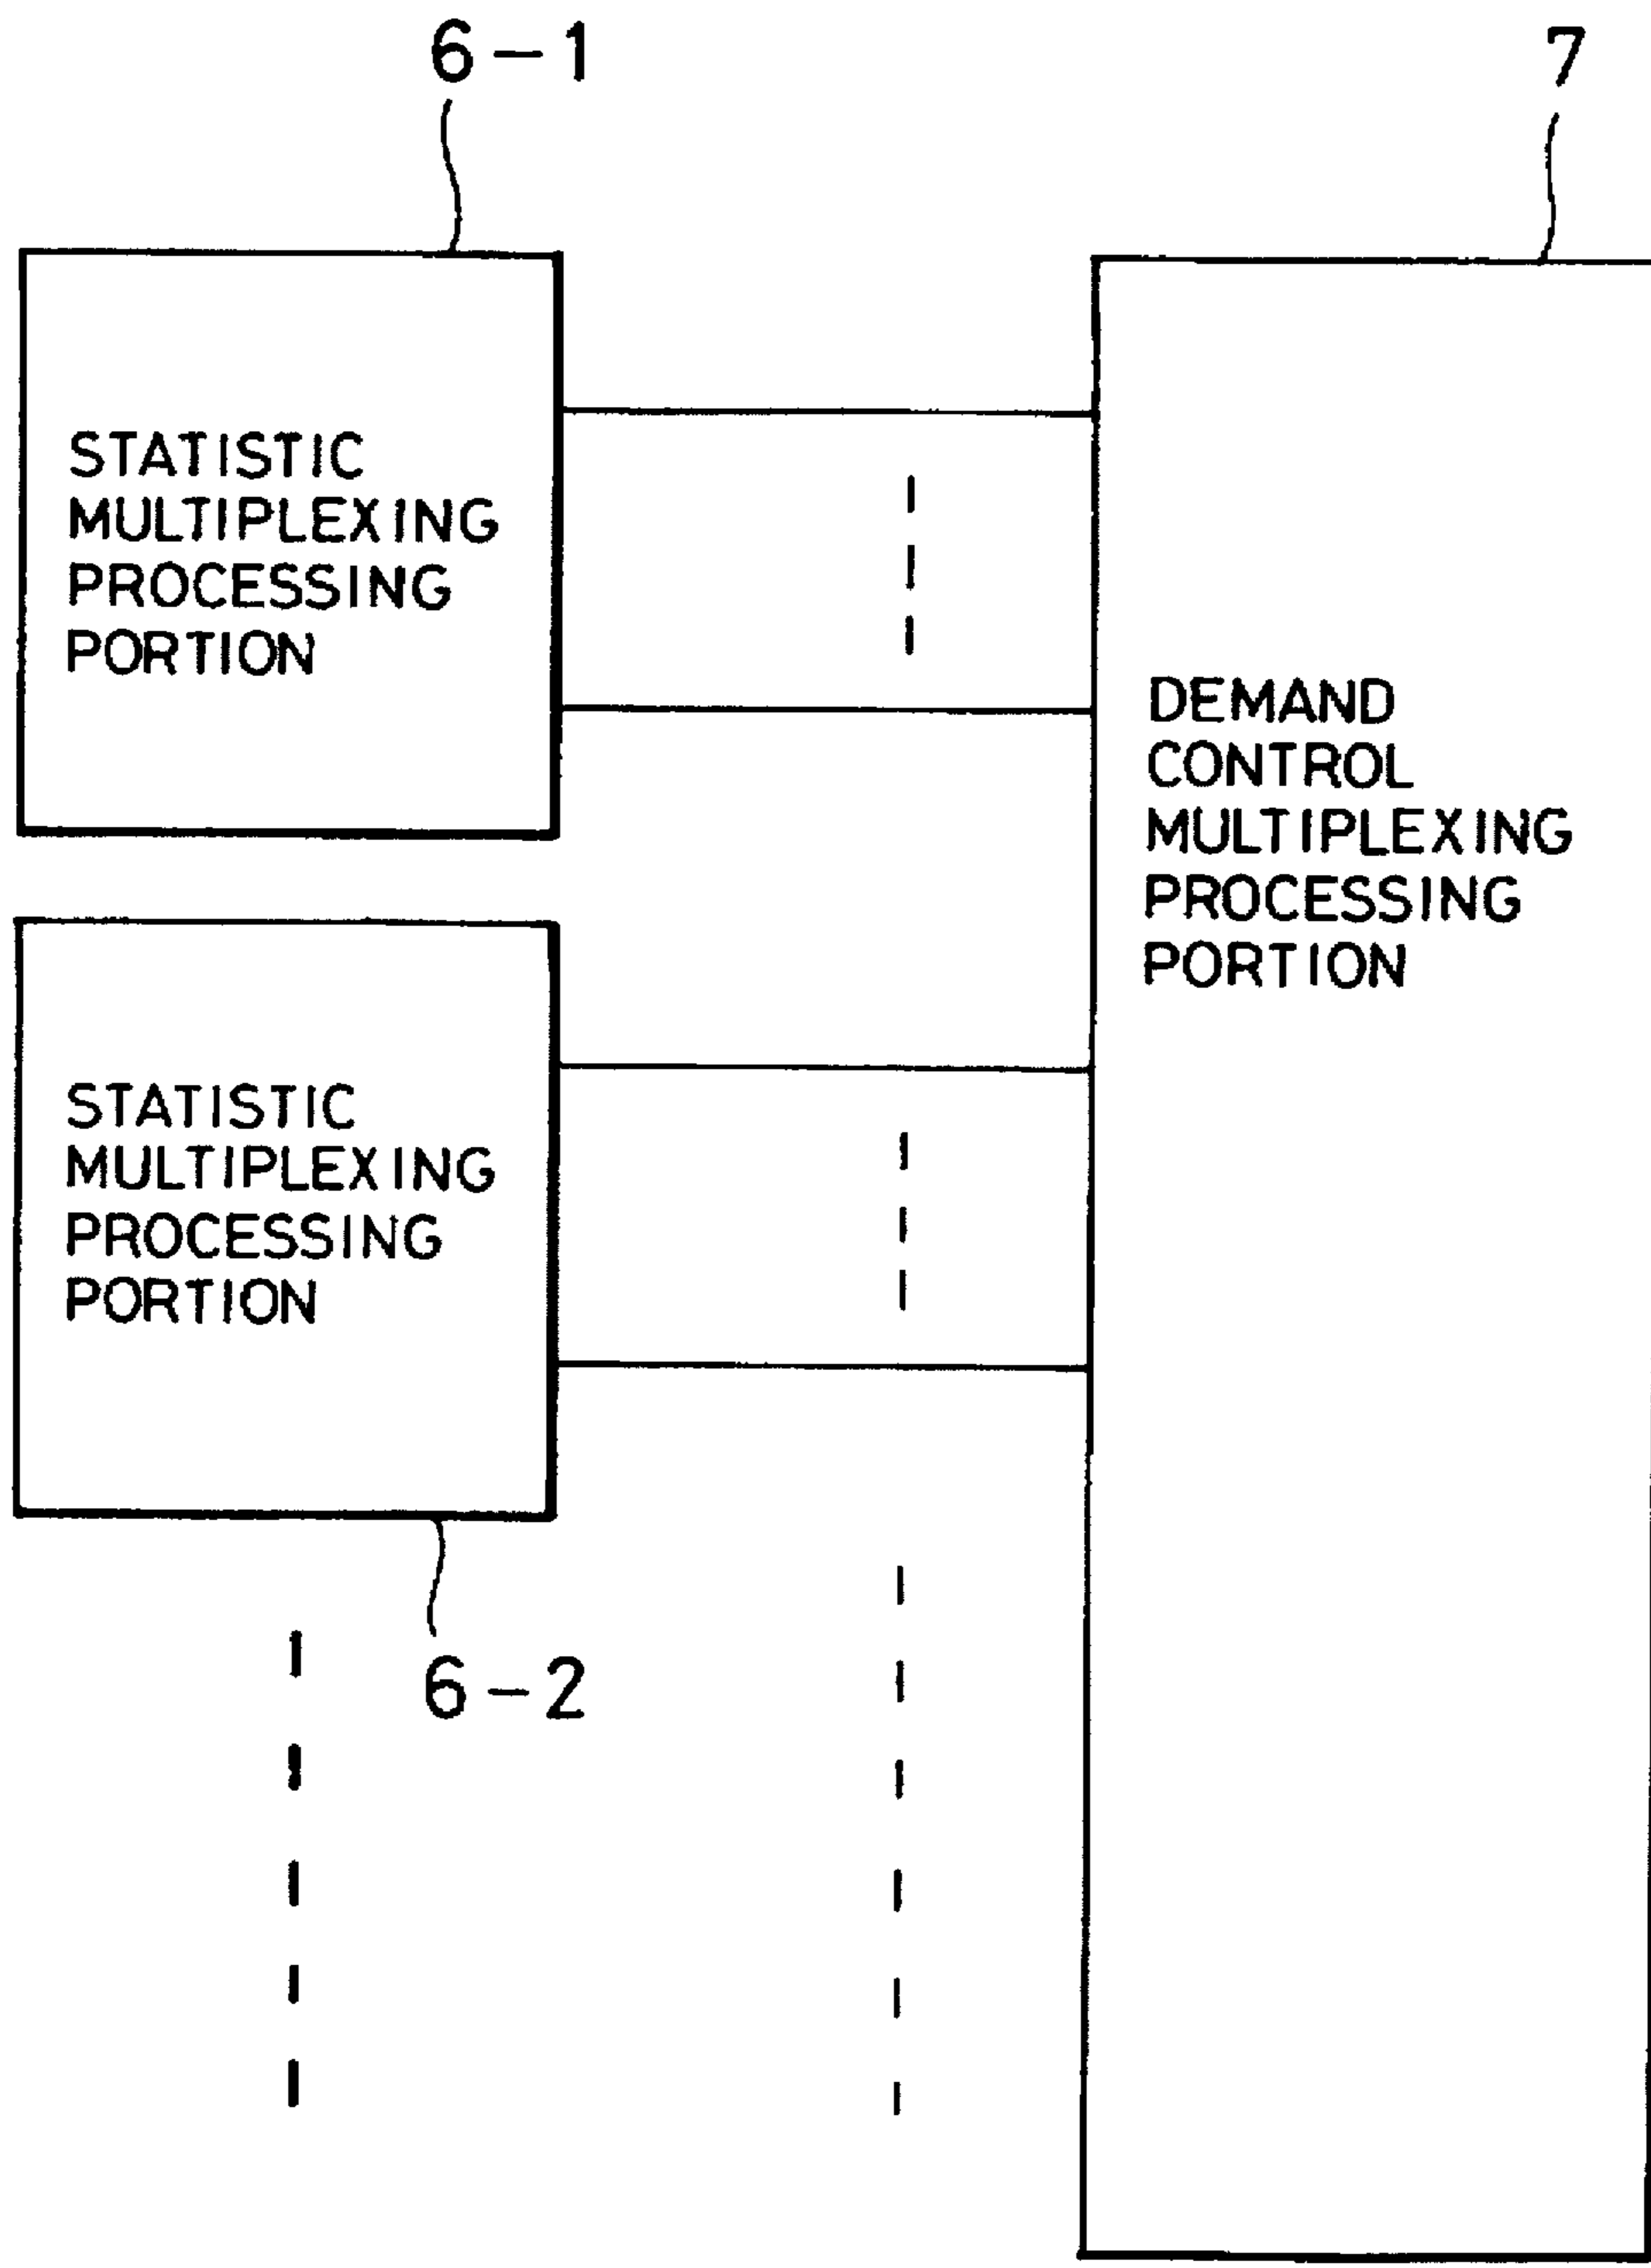 6-1
7
STATISTIC
MULTIPLEXING
PROCESSING
PORTION
DEMAND
CONTROL
MULTIPLEXING
PROCESSING
PORTION
STATISTIC
MULTIPLEXING
PROCESSING
PORTION
6-2